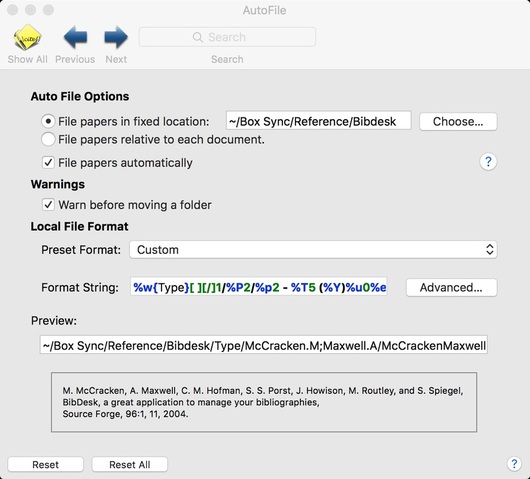 AutoFile
Show All Previous Next Search
Search
Auto File Options
File papers in fixed location: ~/Box Sync/Reference/Bibdesk Choose...
File papers relative to each document.
File papers automatically ?
Warnings
Warn before moving a folder
Local File Format
Preset Format: Custom
Format String: %w{Type}[ ][/]1/%P2/%p2 - %T5 (%Y)%u0%e Advanced...
Preview:
~/Box Sync/Reference/Bibdesk/Type/McCracken.M;Maxwell.A/McCrackenMaxwell
M. McCracken, A. Maxwell, C. M. Hofman, S. S. Porst, J. Howison, M. Routley, and S. Spiegel,
BibDesk, a great application to manage your bibliographies,
Source Forge, 96:1, 11, 2004.
Reset Reset All ?